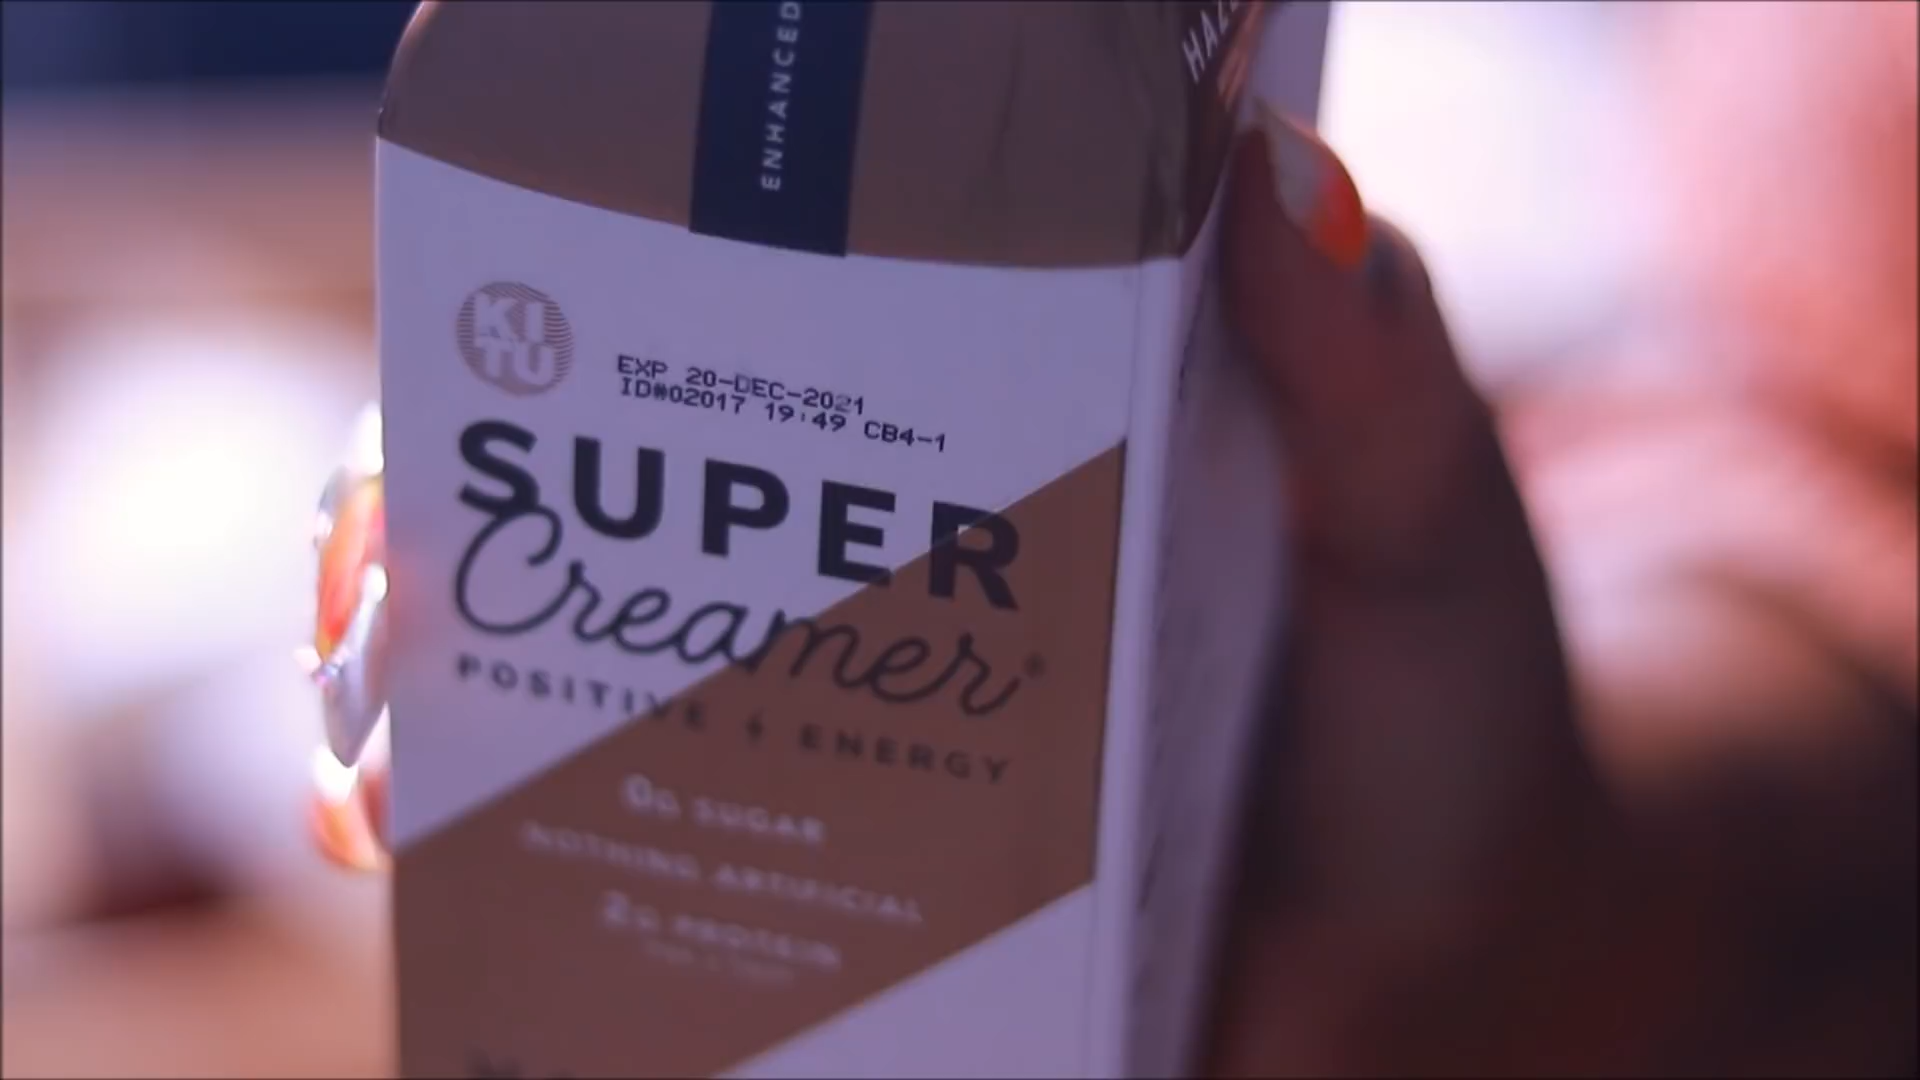 ENHANCED
KI
TU
EXP 20-DEC-2021
ID#02017 19:49 CB4-1
SUPER
Creamer®
POSITIVE ENERGY
0G SUGAR
NOTHING ARTIFICIAL
2G PROTEIN